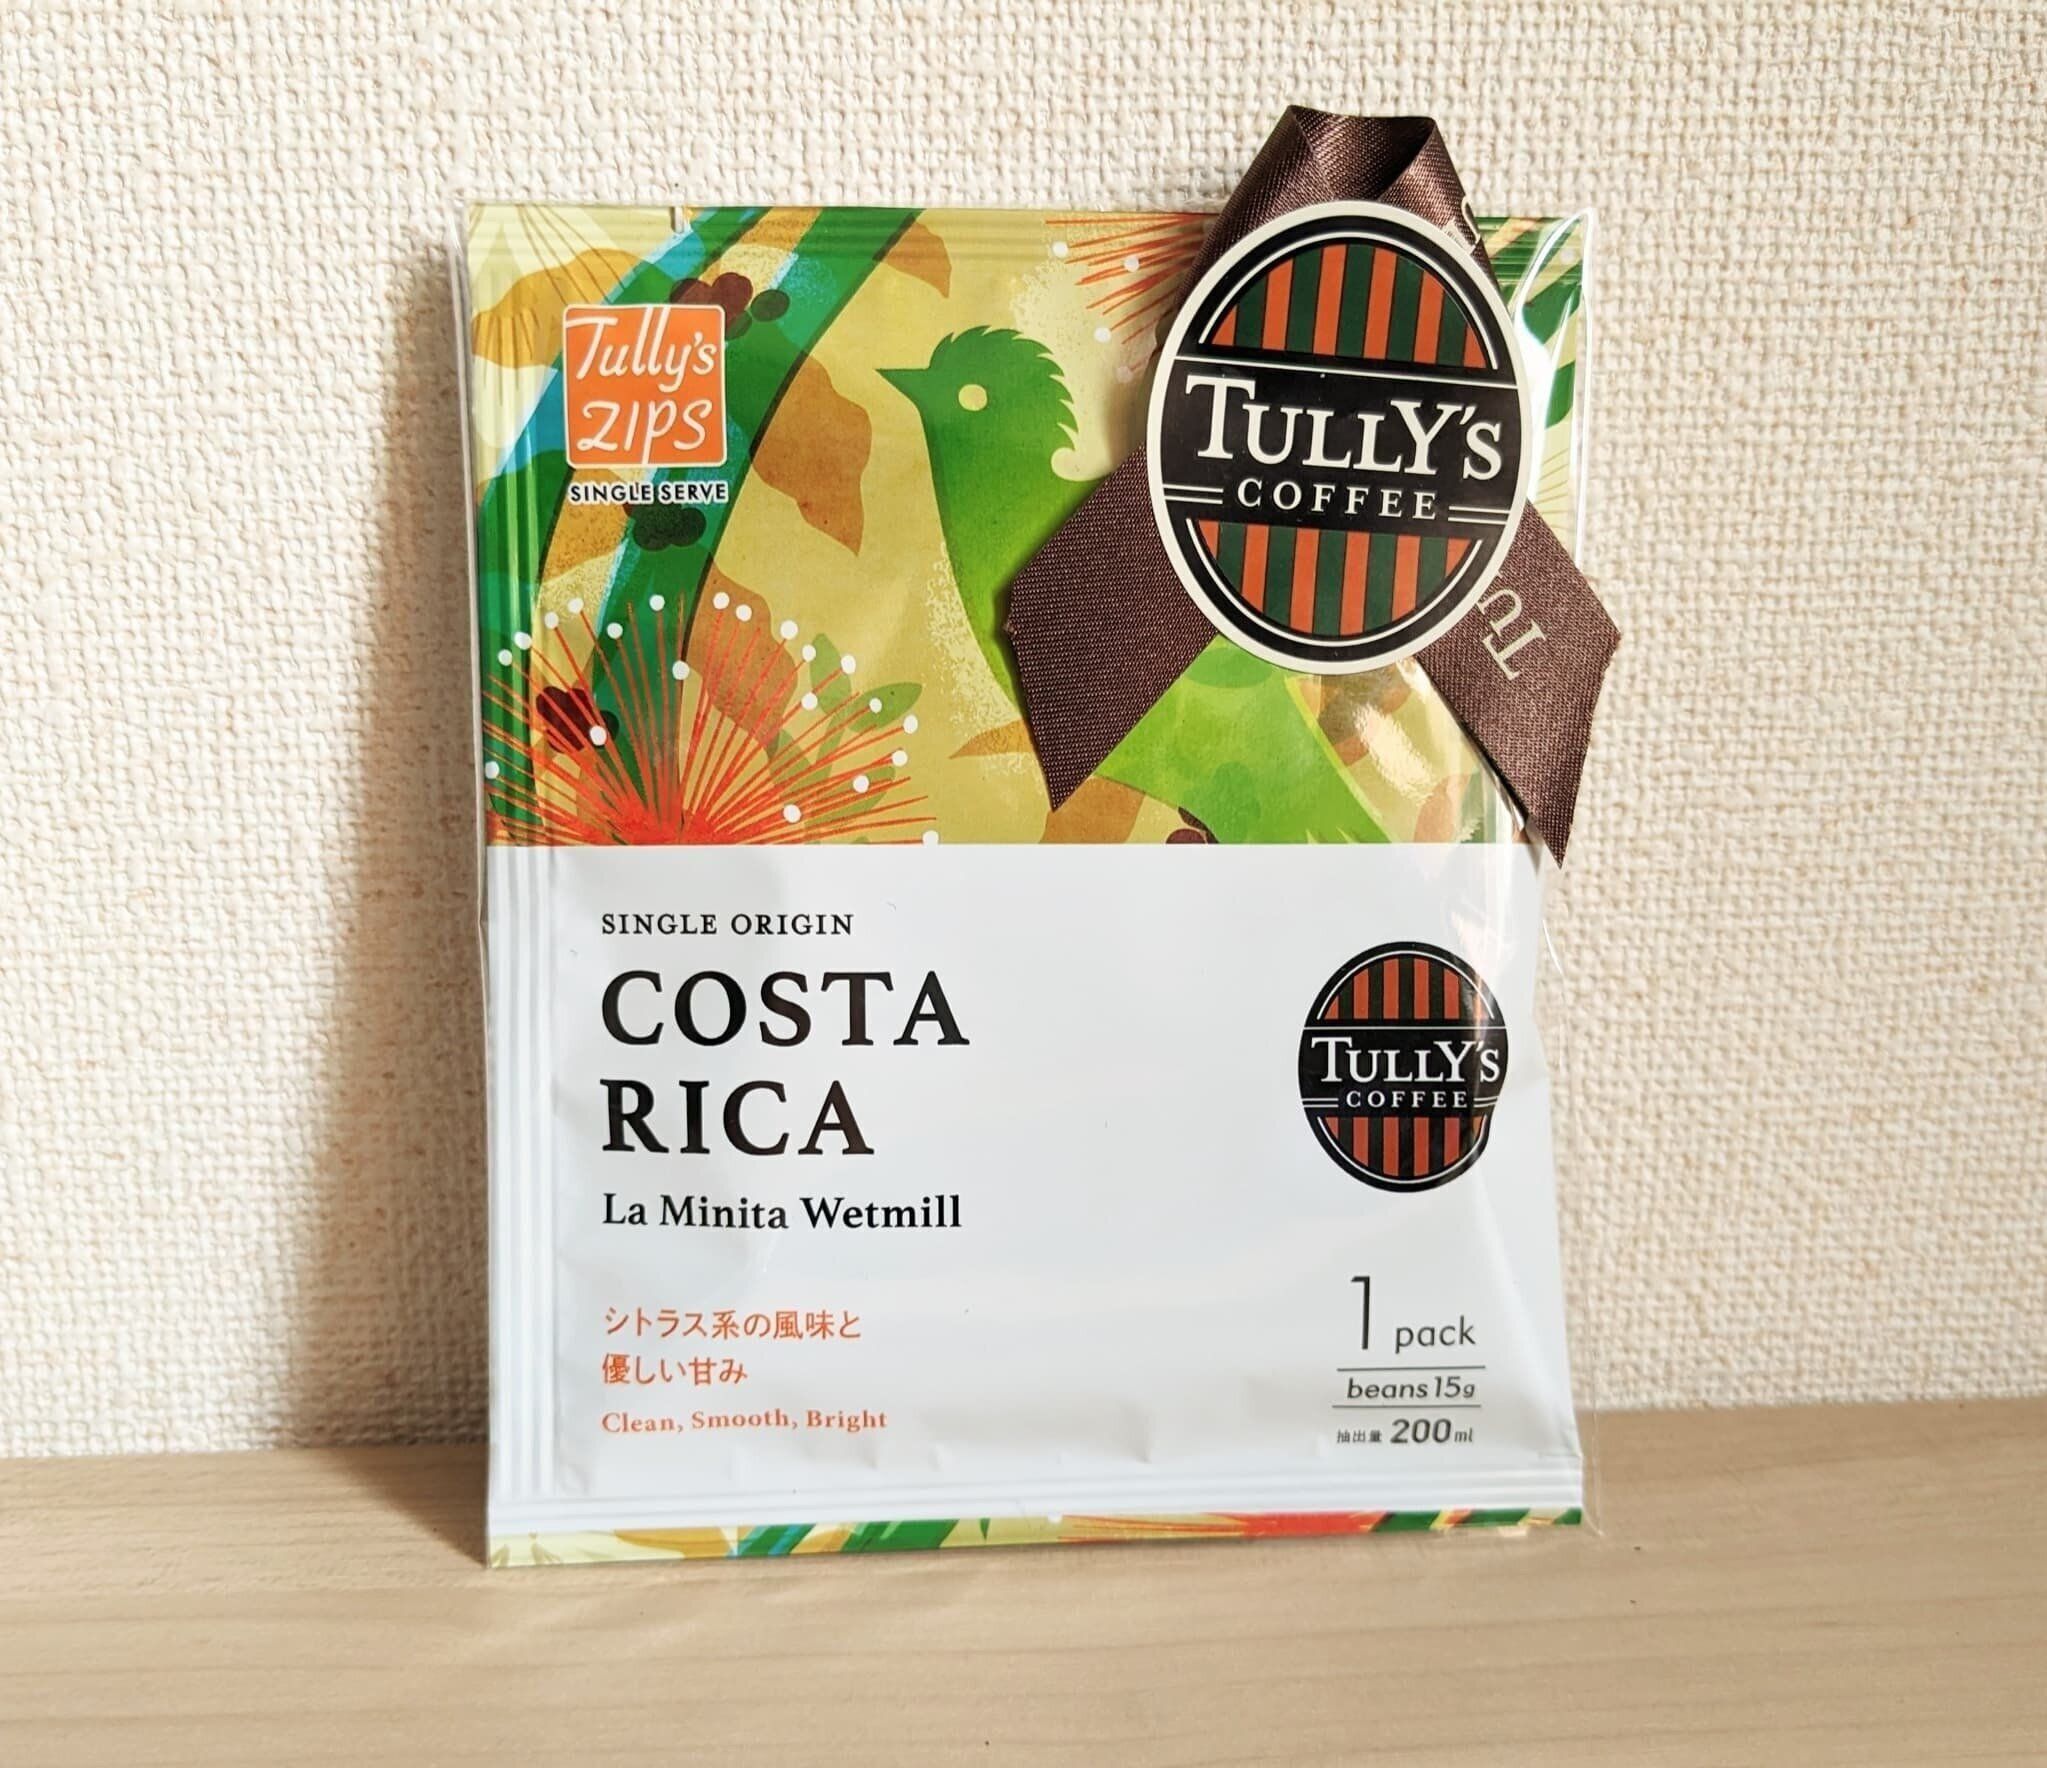 Tully's
ZIPS
SINGLE SERVE
TULLY'S
COFFEE
TU
SINGLE ORIGIN
COSTA
RICA
La Minita Wetmill
TULLY'S
COFFEE
シトラス系の風味と
優しい甘み
Clean, Smooth, Bright
1 pack
beans 15g
抽出量 200ml